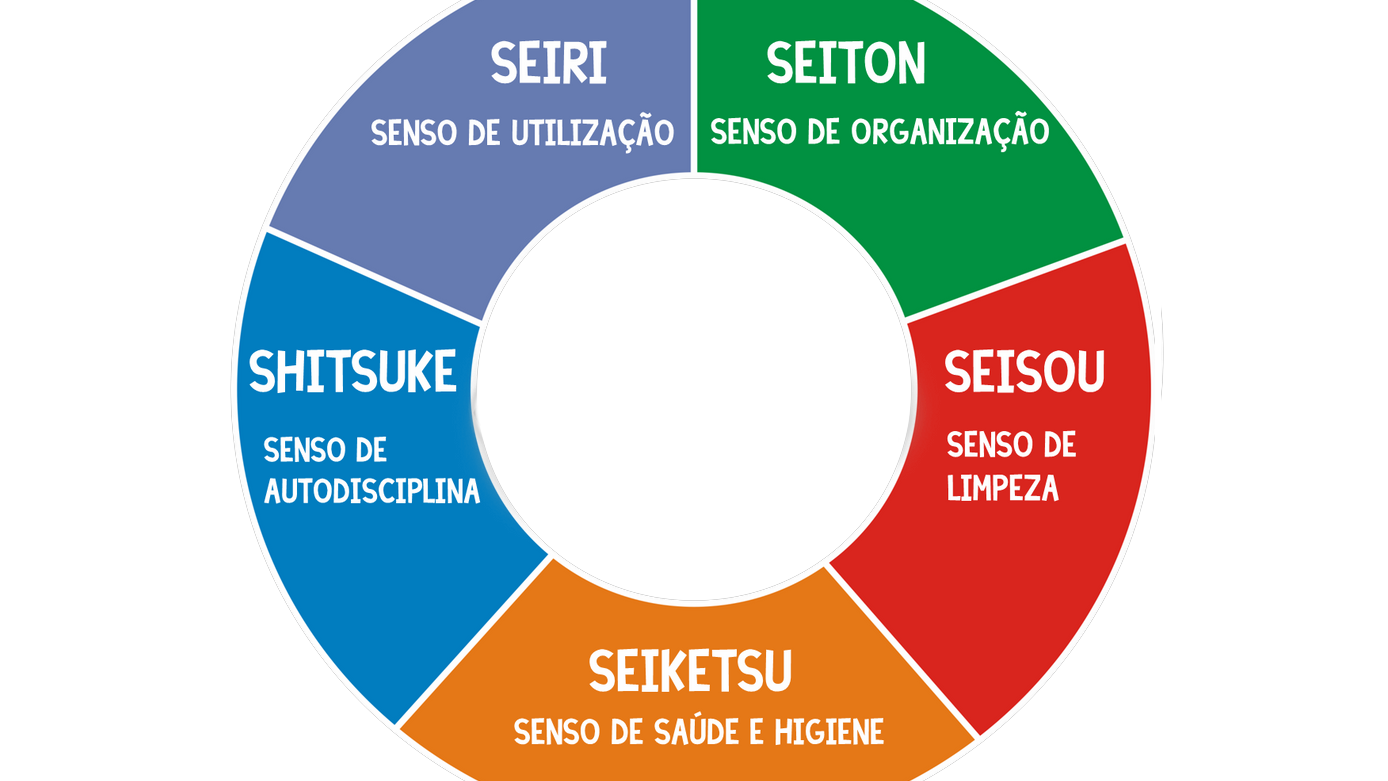 SEIRI
SENSO DE UTILIZAÇÃO
SEITON
SENSO DE ORGANIZAÇÃO
SEISOU
SENSO DE
LIMPEZA
SEIKETSU
SENSO DE SAÚDE E HIGIENE
SHITSUKE
SENSO DE
AUTODISCIPLINA